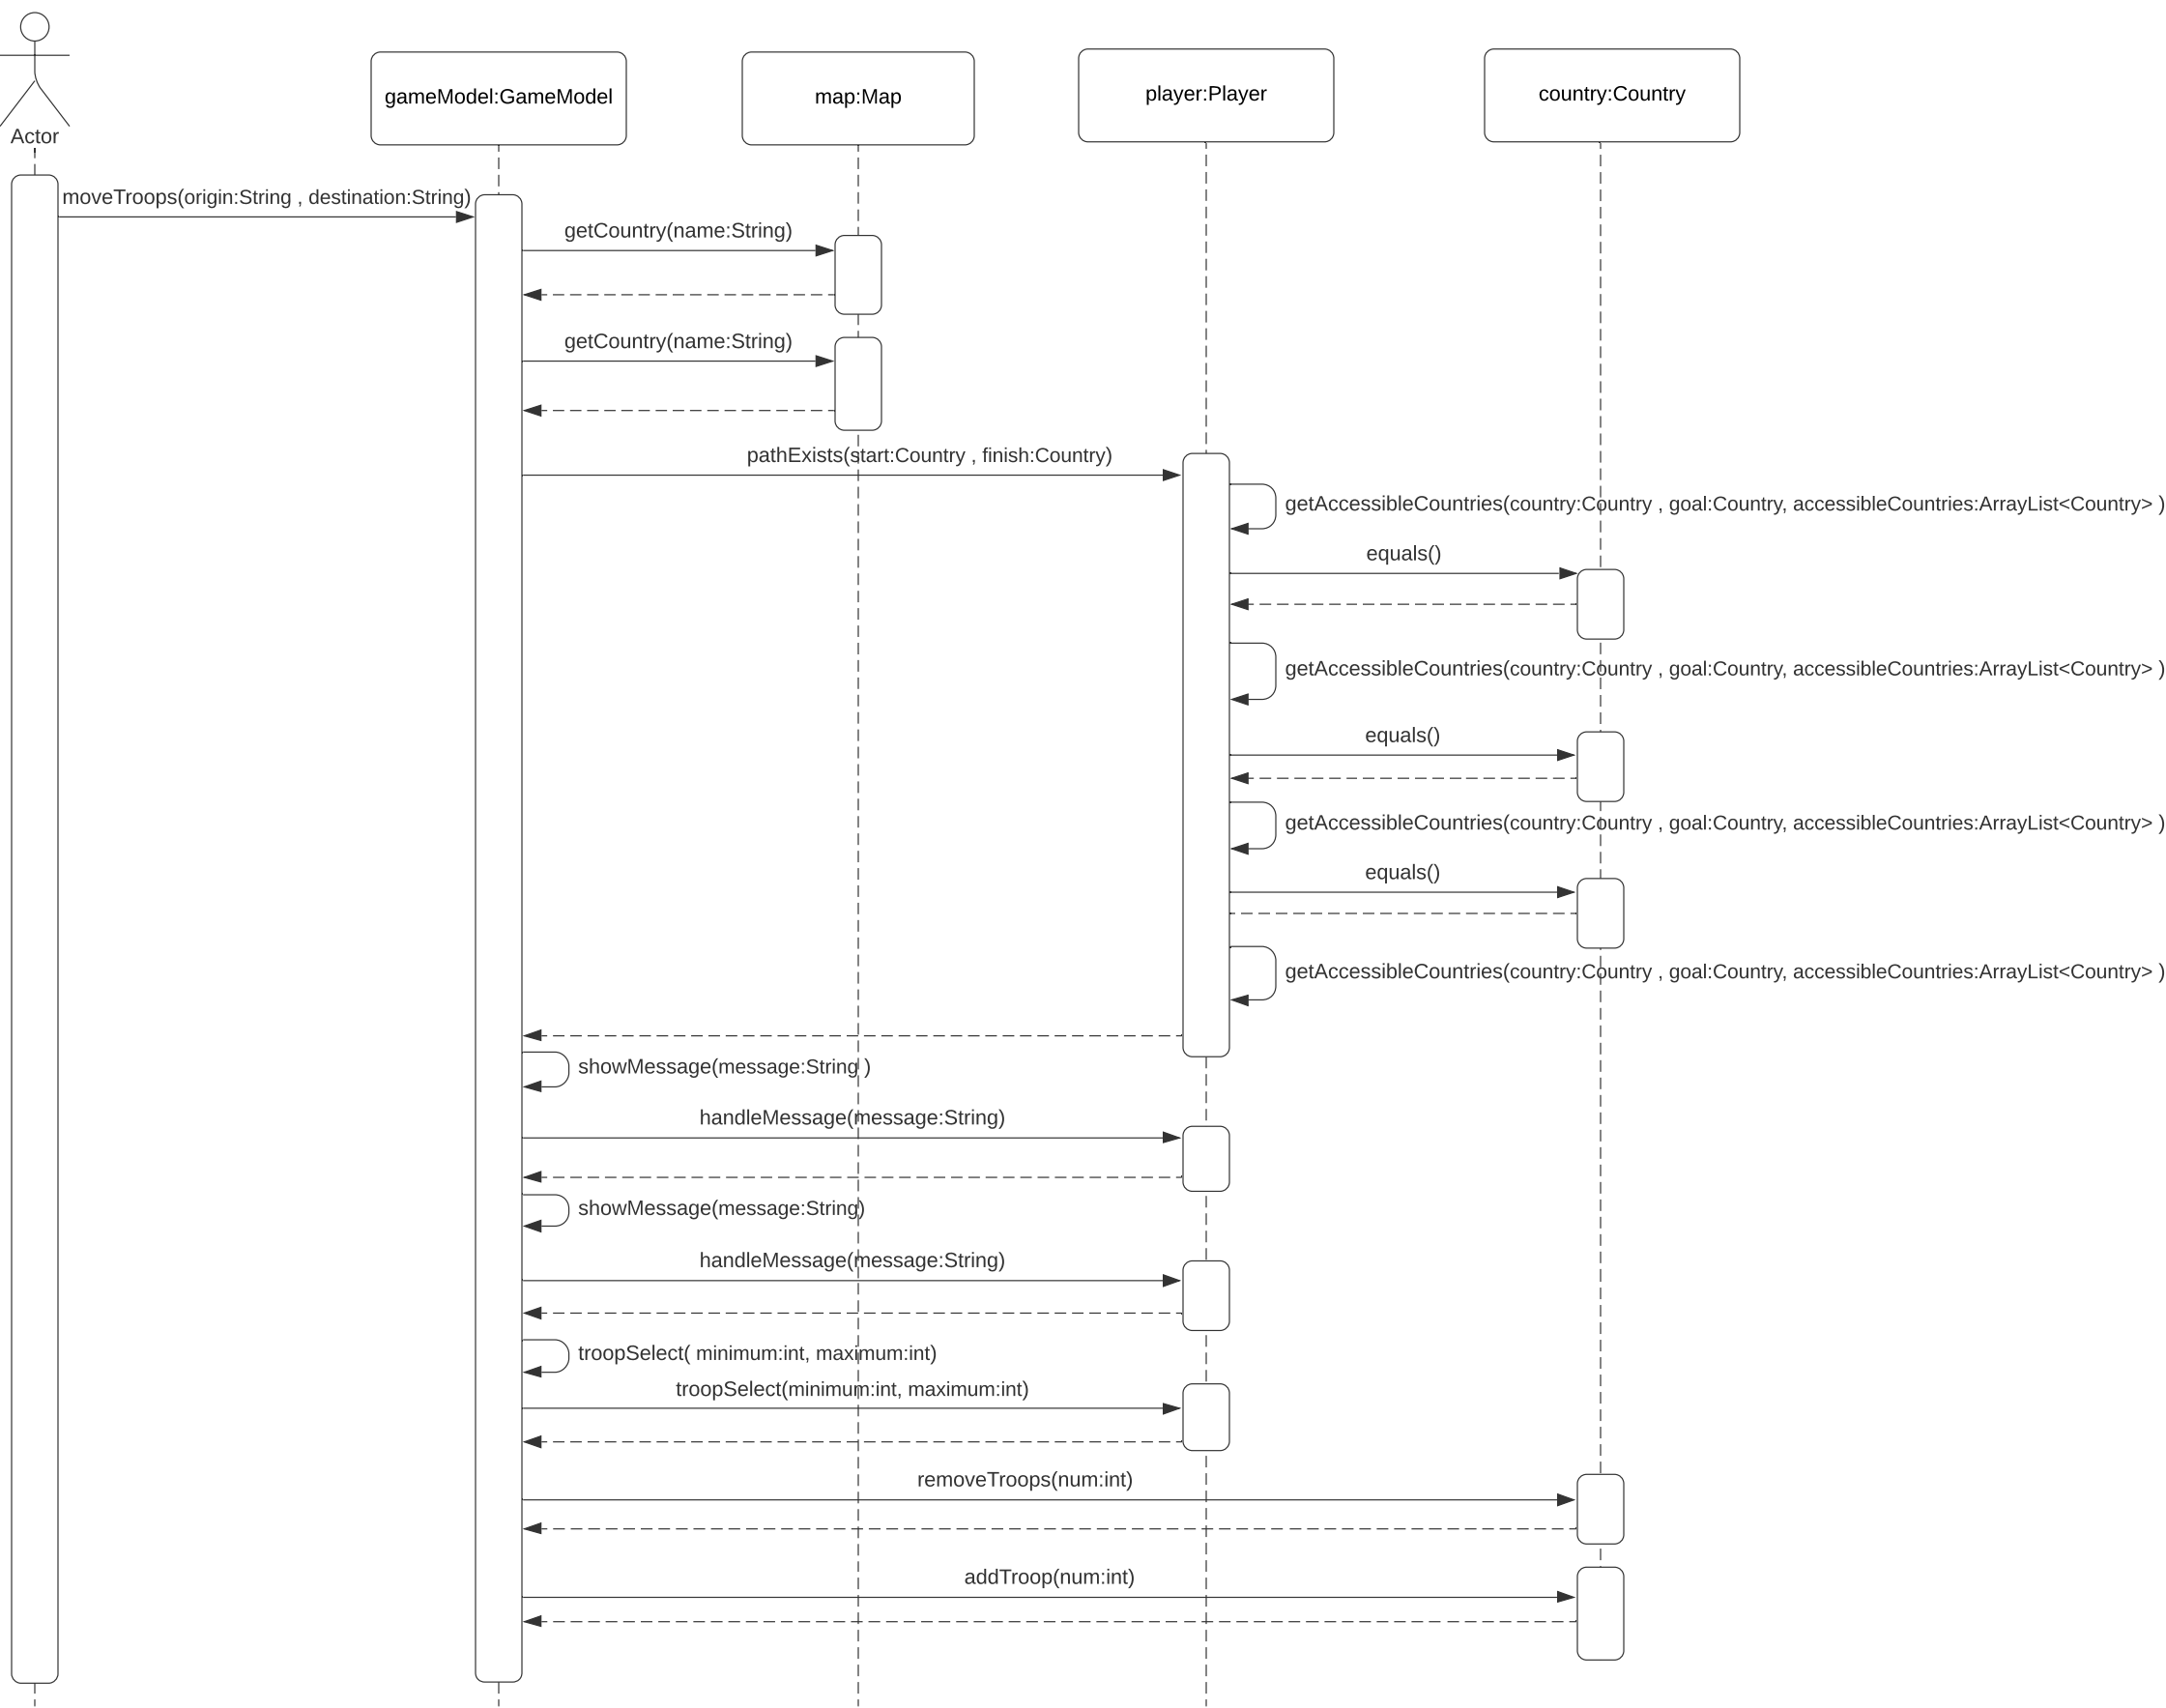 Actor
gameModel:GameModel
map:Map
player:Player
country:Country
moveTroops(origin:String , destination:String)
getCountry(name:String)
getCountry(name:String)
pathExists(start:Country , finish:Country)
getAccessibleCountries(country:Country , goal:Country, accessibleCountries:ArrayList<Country> )
equals()
getAccessibleCountries(country:Country , goal:Country, accessibleCountries:ArrayList<Country> )
equals()
getAccessibleCountries(country:Country , goal:Country, accessibleCountries:ArrayList<Country> )
equals()
getAccessibleCountries(country:Country , goal:Country, accessibleCountries:ArrayList<Country> )
showMessage(message:String )
handleMessage(message:String)
showMessage(message:String)
handleMessage(message:String)
troopSelect( minimum:int, maximum:int)
troopSelect(minimum:int, maximum:int)
removeTroops(num:int)
addTroop(num:int)